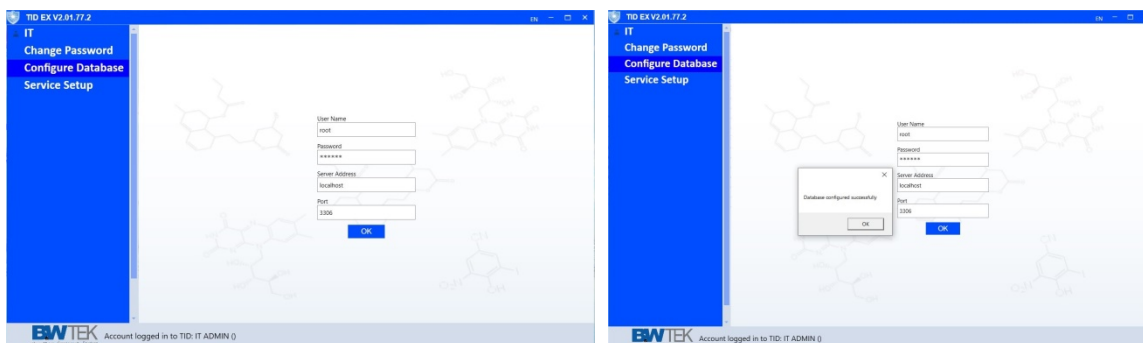 TID EX V2.01.77.2
EN
IT
Change Password
Configure Database
Service Setup
User Name
root
Password
******
Server Address
localhost
Port
3306
OK
BWTEK Account logged in to TID: IT ADMIN ()
TID EX V2.01.77.2
EN
IT
Change Password
Configure Database
Service Setup
User Name
root
Password
******
Server Address
localhost
Database configured successfully
Port
3306
OK
OK
BWTEK Account logged in to TID: IT ADMIN ()